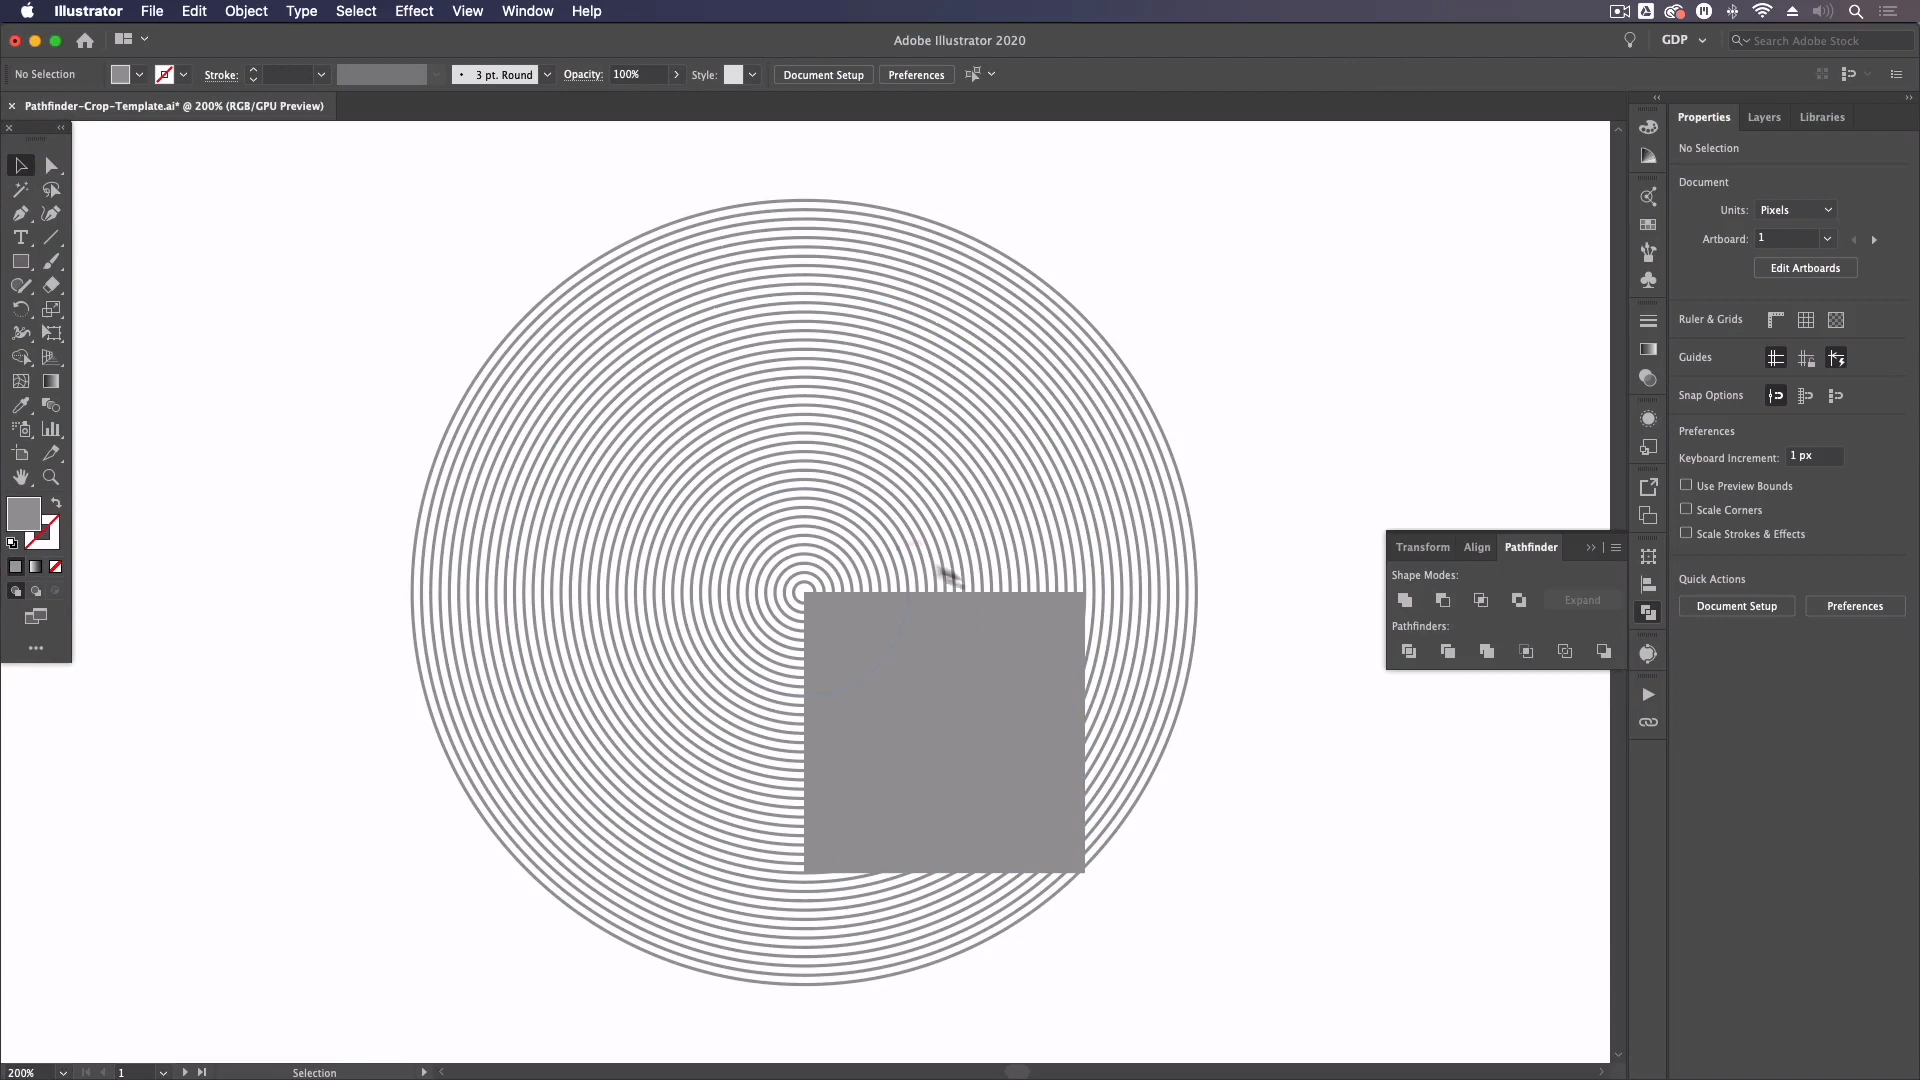 Illustrator File Edit Object Type Select Effect View Window Help
Adobe Illustrator 2020
GDP
Search Adobe Stock
No Selection
Stroke:
3 pt. Round
Opacity:
100%
Style:
Document Setup
Preferences
Pathfinder-Crop-Template.ai* @ 200% (RGB/GPU Preview)
Properties
Layers
Libraries
No Selection
Document
Units:
Pixels
Artboard:
1
Edit Artboards
Ruler & Grids
Guides
Snap Options
Preferences
Keyboard Increment:
1 px
Use Preview Bounds
Scale Corners
Scale Strokes & Effects
Quick Actions
Document Setup
Preferences
Transform
Align
Pathfinder
Shape Modes:
Expand
Pathfinders:
200%
1
Selection